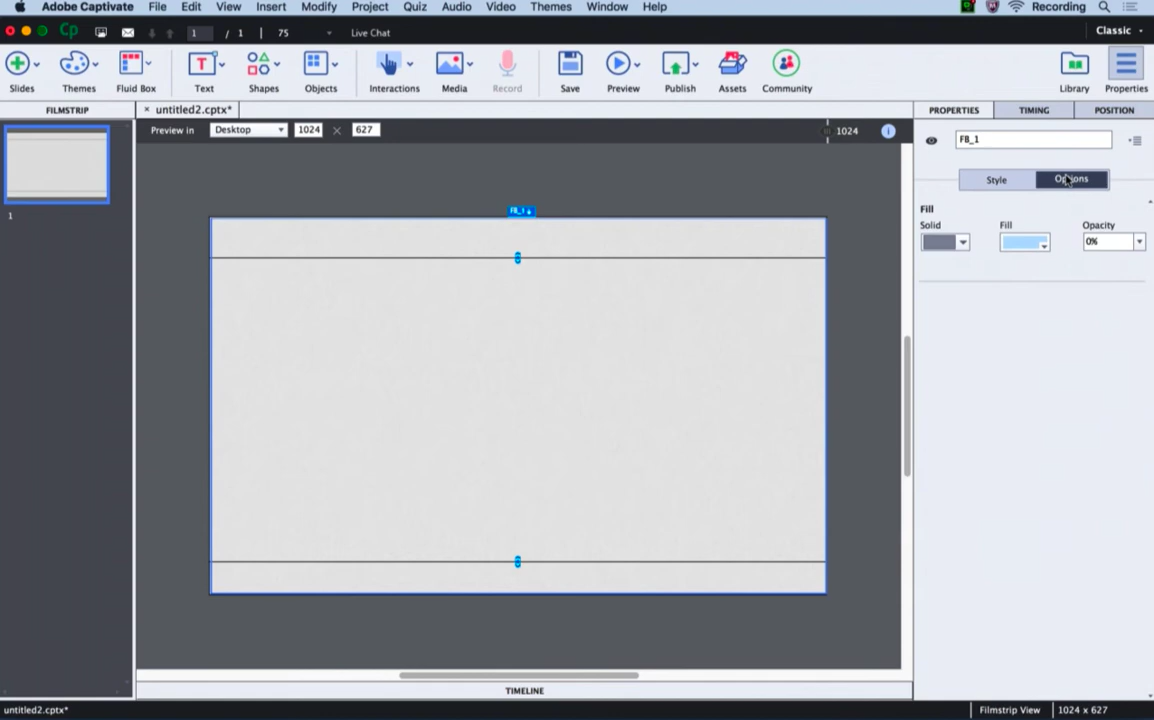 Adobe Captivate File Edit View Insert Modify Project Quiz Audio Video Themes Window Help Recording
Cp 1 / 1 75 Live Chat Classic
Slides Themes Fluid Box Text Shapes Objects Interactions Media Record Save Preview Publish Assets Community Library Properties
FILMSTRIP × untitled2.cptx* PROPERTIES TIMING POSITION
Preview in Desktop 1024 × 627 1024
FB_1
Style Options
FB_1
1
Fill
Solid Fill Opacity
0%
TIMELINE
untitled2.cptx* Filmstrip View 1024 x 627